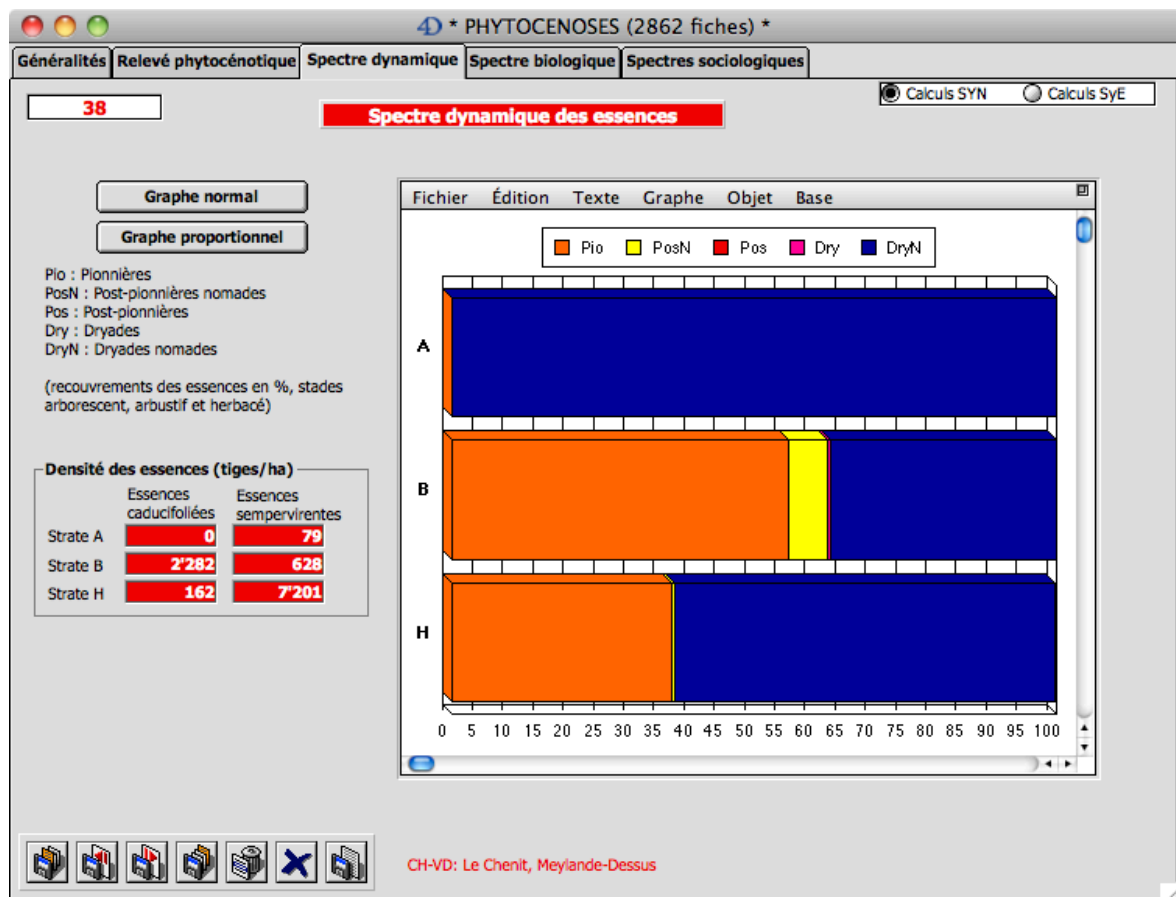 4D * PHYTOCENOSES (2862 fiches) *
Généralités Relevé phytocénotique Spectre dynamique Spectre biologique Spectres sociologiques
38
Spectre dynamique des essences
Calculs SYN Calculs SyE
Graphe normal
Graphe proportionnel
Pio : Pionnières
PosN : Post-pionnières nomades
Pos : Post-pionnières
Dry : Dryades
DryN : Dryades nomades
(recouvrements des essences en %, stades
arborescent, arbustif et herbacé)
Densité des essences (tiges/ha)
Essences Essences
caducifoliées sempervirentes
Strate A 0 79
Strate B 2'282 628
Strate H 162 7'201
Fichier Édition Texte Graphe Objet Base
Pio PosN Pos Dry DryN
A
B
H
0 5 10 15 20 25 30 35 40 45 50 55 60 65 70 75 80 85 90 95 100
CH-VD: Le Chenit, Meylande-Dessus